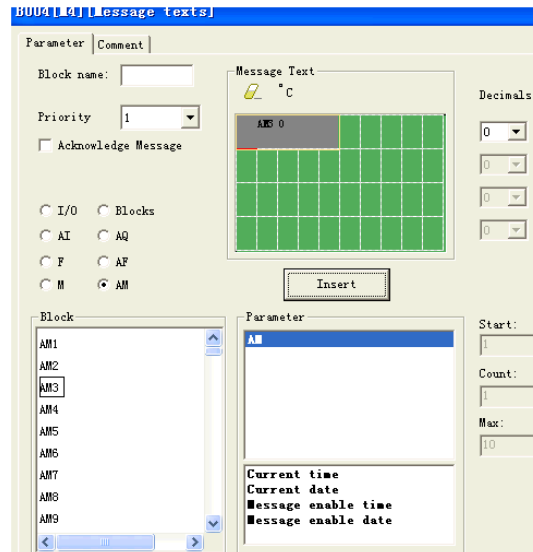 B004[M4][Message texts]
Parameter
Comment
Block name:
Priority 1
Acknowledge Message
I/O Blocks
AI AQ
F AF
M AM
Message Text
°C
AM3 0
Decimals
0
0
0
0
Insert
Block
AM1
AM2
AM3
AM4
AM5
AM6
AM7
AM8
AM9
Parameter
AM
Current time
Current date
Message enable time
Message enable date
Start:
1
Count:
1
Max:
10